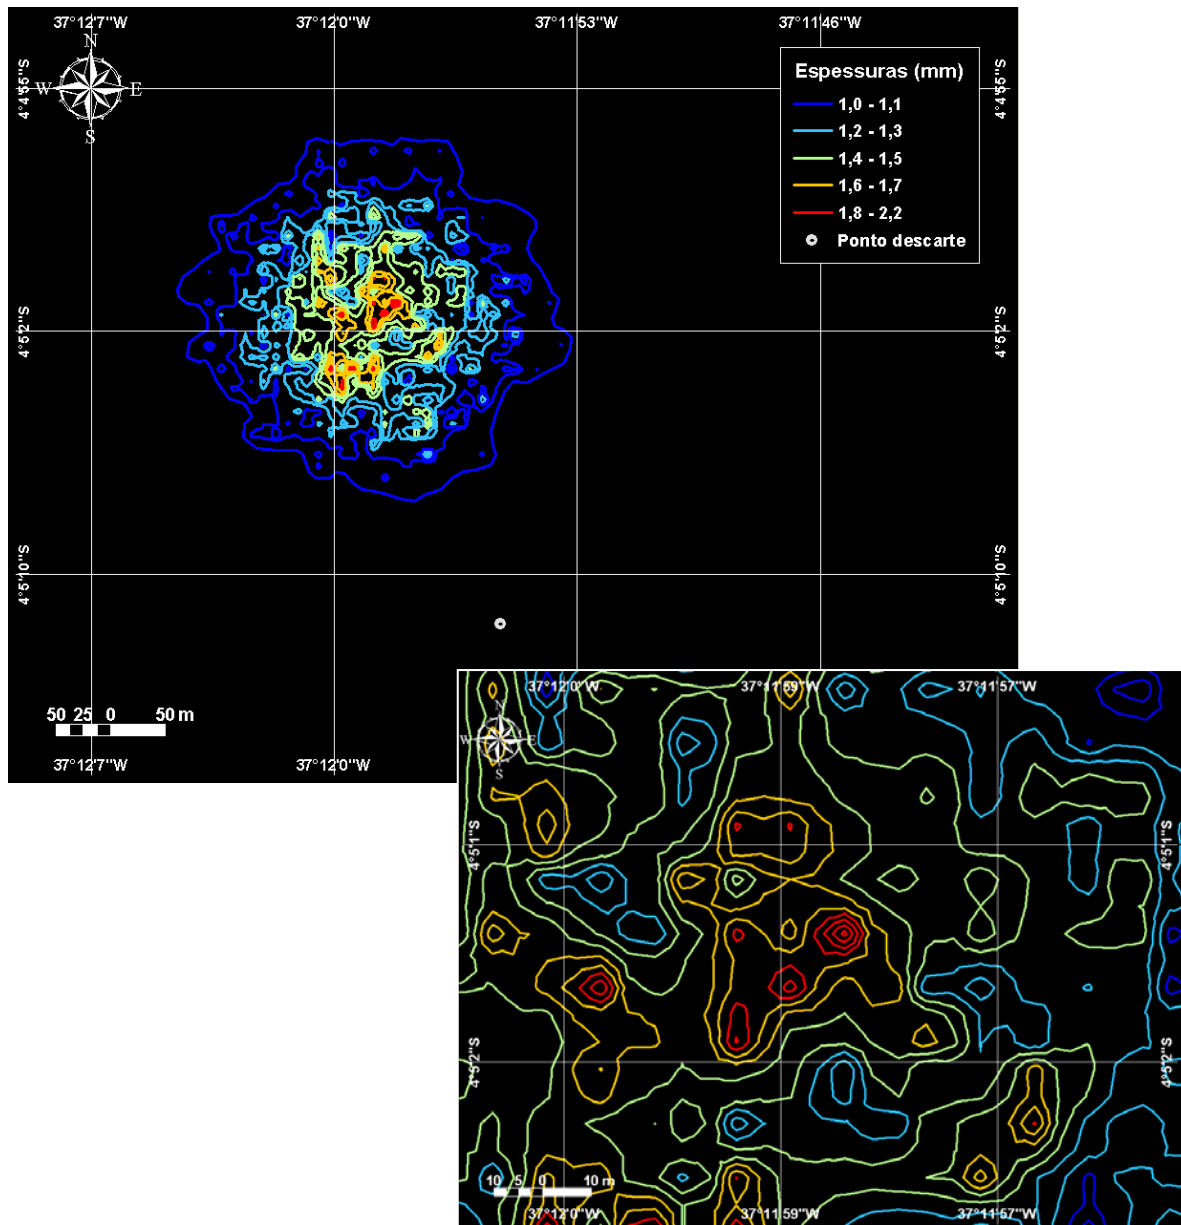 37°12'7"W 37°12'0"W 37°11'53"W 37°11'46"W
N
W E
S
4°4'55"S 4°4'55"S
Espessuras (mm)
1,0 - 1,1
1,2 - 1,3
1,4 - 1,5
1,6 - 1,7
1,8 - 2,2
Ponto descarte
4°5'2"S 4°5'2"S
4°5'10"S 4°5'10"S
50 25 0 50 m
37°12'7"W 37°12'0"W
37°12'0"W 37°11'59"W 37°11'57"W
N
W E
S
4°5'1"S 4°5'1"S
4°5'2"S 4°5'2"S
10 5 0 10 m
37°12'0"W 37°11'59"W 37°11'57"W